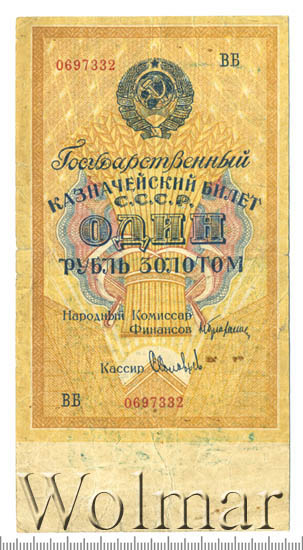 0697332 ВБ
Государственный
КАЗНАЧЕЙСКИЙ БИЛЕТ
С.С.С.Р.
ОДИН
РУБЛЬ ЗОЛОТОМ
Народный Комиссар
Финансов
Кассир
ВБ 0697332
Wolmar